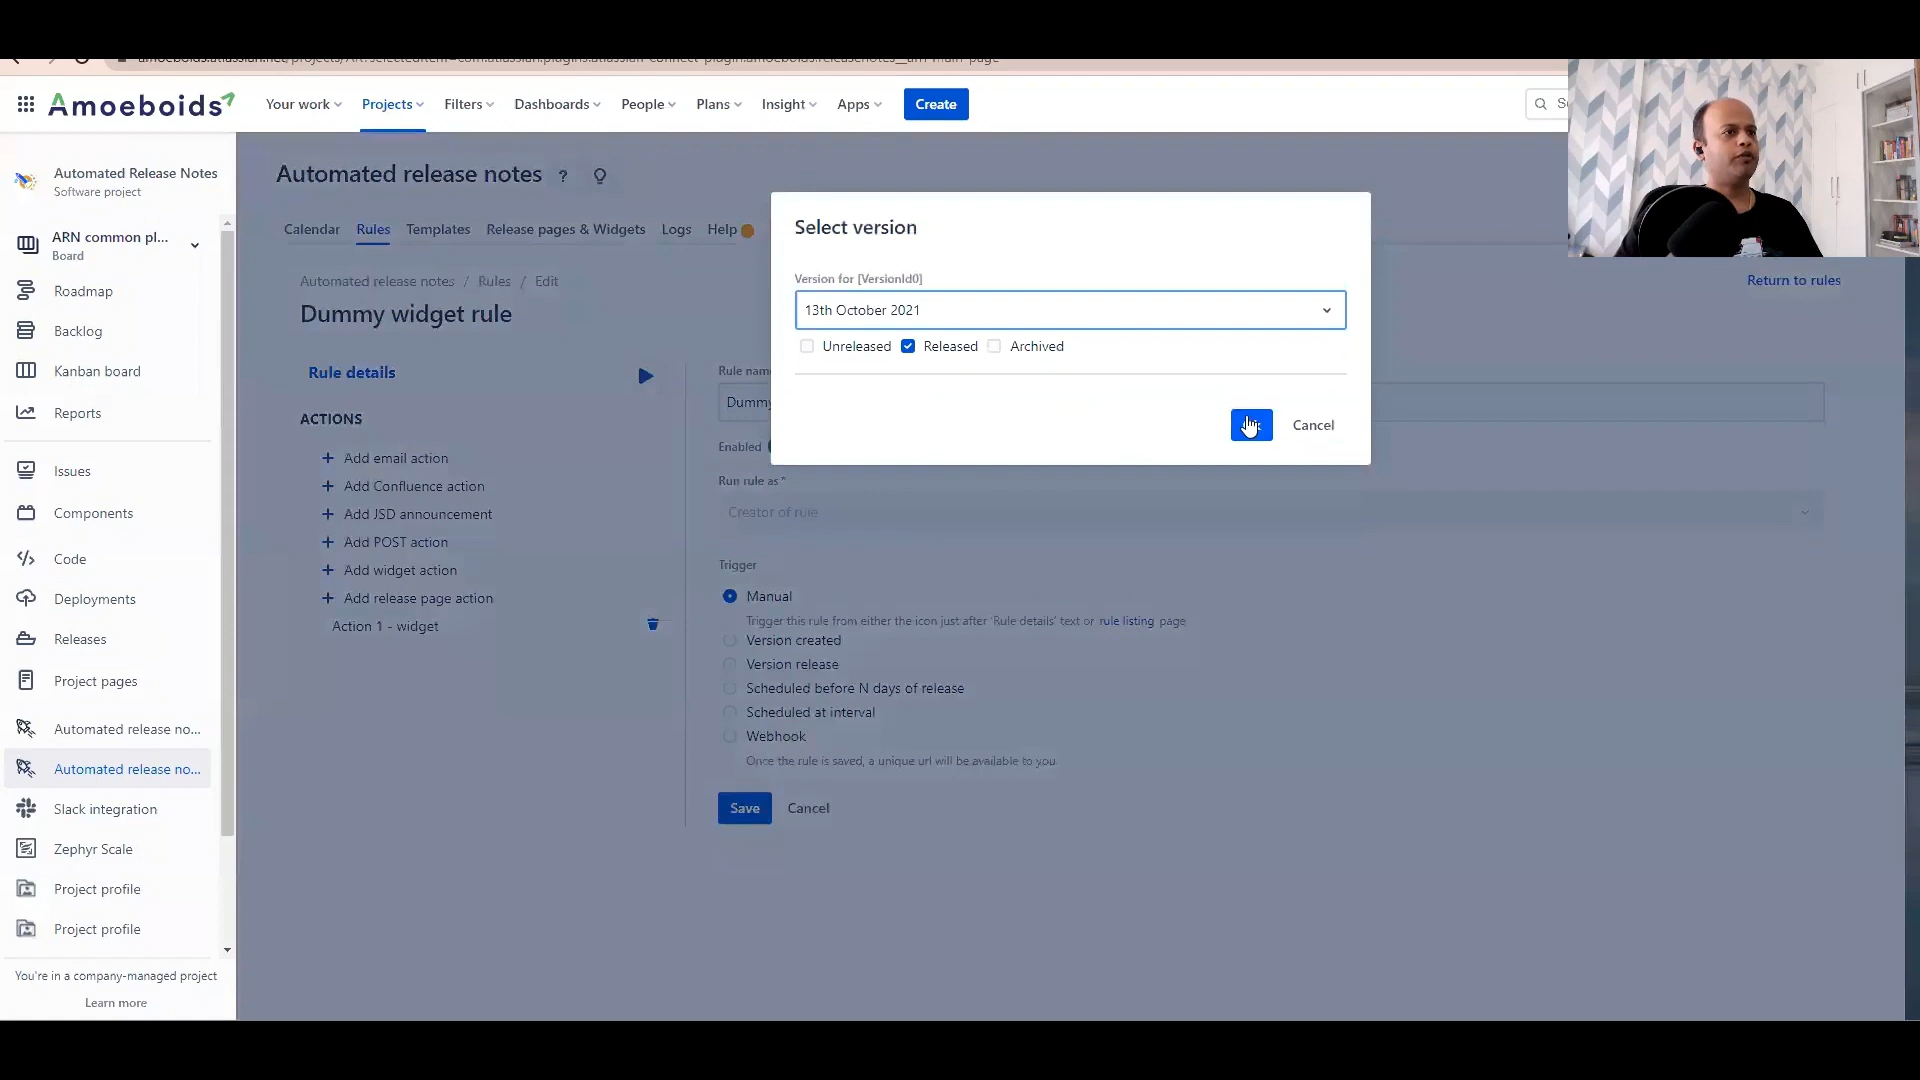 Amoeboids
Your work
Projects
Filters
Dashboards
People
Plans
Insight
Apps
Create
Automated Release Notes
Software project
ARN common pl...
Board
Roadmap
Backlog
Kanban board
Reports
Issues
Components
Code
Deployments
Releases
Project pages
Automated release no...
Automated release no...
Slack integration
Zephyr Scale
Project profile
Project profile
You're in a company-managed project
Learn more
Automated release notes ?
Calendar
Rules
Templates
Release pages & Widgets
Logs
Help
Automated release notes / Rules / Edit
Return to rules
Dummy widget rule
Rule details
ACTIONS
+ Add email action
+ Add Confluence action
+ Add JSD announcement
+ Add POST action
+ Add widget action
+ Add release page action
Action 1 - widget
Select version
Version for [VersionId0]
13th October 2021
Unreleased
Released
Archived
Cancel
Rule nam
Dummy
Enabled
Run rule as *
Creator of rule
Trigger
Manual
Trigger this rule from either the icon just after 'Rule details' text or rule listing page
Version created
Version release
Scheduled before N days of release
Scheduled at interval
Webhook
Once the rule is saved, a unique url will be available to you
Save
Cancel